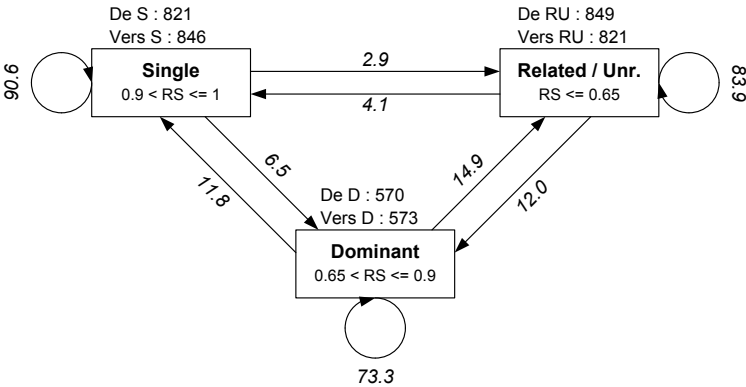 De S : 821
Vers S : 846
De RU : 849
Vers RU : 821
90.6
Single
0.9 < RS <= 1
2.9
4.1
Related / Unr.
RS <= 0.65
83.9
11.8
6.5
14.9
12.0
De D : 570
Vers D : 573
Dominant
0.65 < RS <= 0.9
73.3